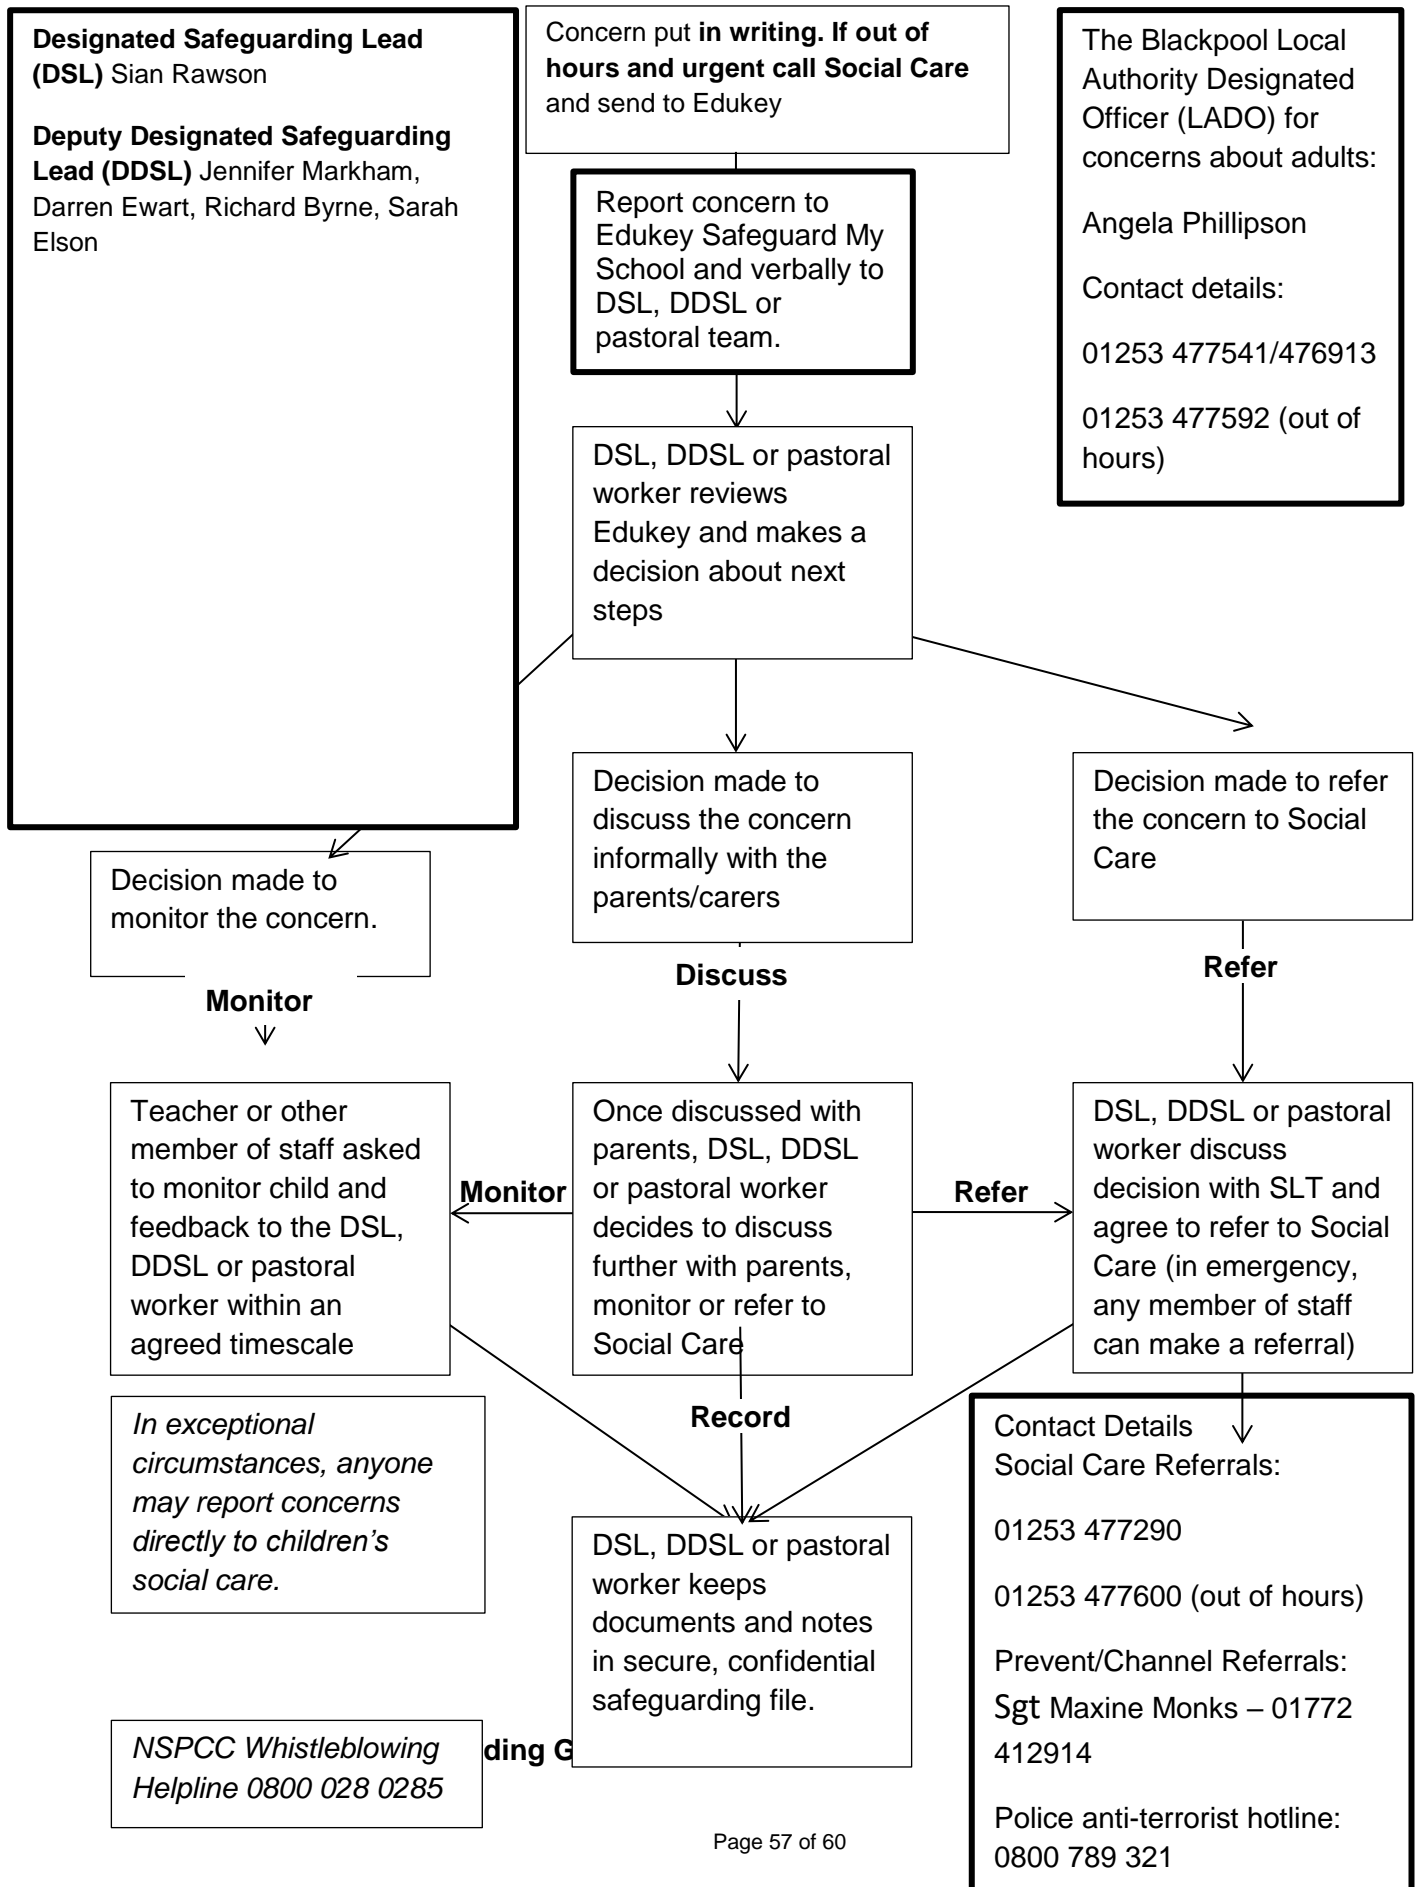 Designated Safeguarding Lead
(DSL) Sian Rawson
Deputy Designated Safeguarding
Lead (DDSL) Jennifer Markham,
Darren Ewart, Richard Byrne, Sarah
Elson
Concern put in writing. If out of
hours and urgent call Social Care
and send to Edukey
The Blackpool Local
Authority Designated
Officer (LADO) for
concerns about adults:
Angela Phillipson
Contact details:
01253 477541/476913
01253 477592 (out of
hours)
Report concern to
Edukey Safeguard My
School and verbally to
DSL, DDSL or
pastoral team.
DSL, DDSL or pastoral
worker reviews
Edukey and makes a
decision about next
steps
Decision made to
monitor the concern.
Decision made to
discuss the concern
informally with the
parents/carers
Decision made to refer
the concern to Social
Care
Monitor
Discuss
Refer
Teacher or other
member of staff asked
to monitor child and
feedback to the DSL,
DDSL or pastoral
worker within an
agreed timescale
Monitor
Once discussed with
parents, DSL, DDSL
or pastoral worker
decides to discuss
further with parents,
monitor or refer to
Social Care
Refer
DSL, DDSL or pastoral
worker discuss
decision with SLT and
agree to refer to Social
Care (in emergency,
any member of staff
can make a referral)
In exceptional
circumstances, anyone
may report concerns
directly to children’s
social care.
Record
DSL, DDSL or pastoral
worker keeps
documents and notes
in secure, confidential
safeguarding file.
Contact Details
Social Care Referrals:
01253 477290
01253 477600 (out of hours)
Prevent/Channel Referrals:
Sgt Maxine Monks – 01772
412914
Police anti-terrorist hotline:
0800 789 321
NSPCC Whistleblowing
Helpline 0800 028 0285
ding G
Page 57 of 60